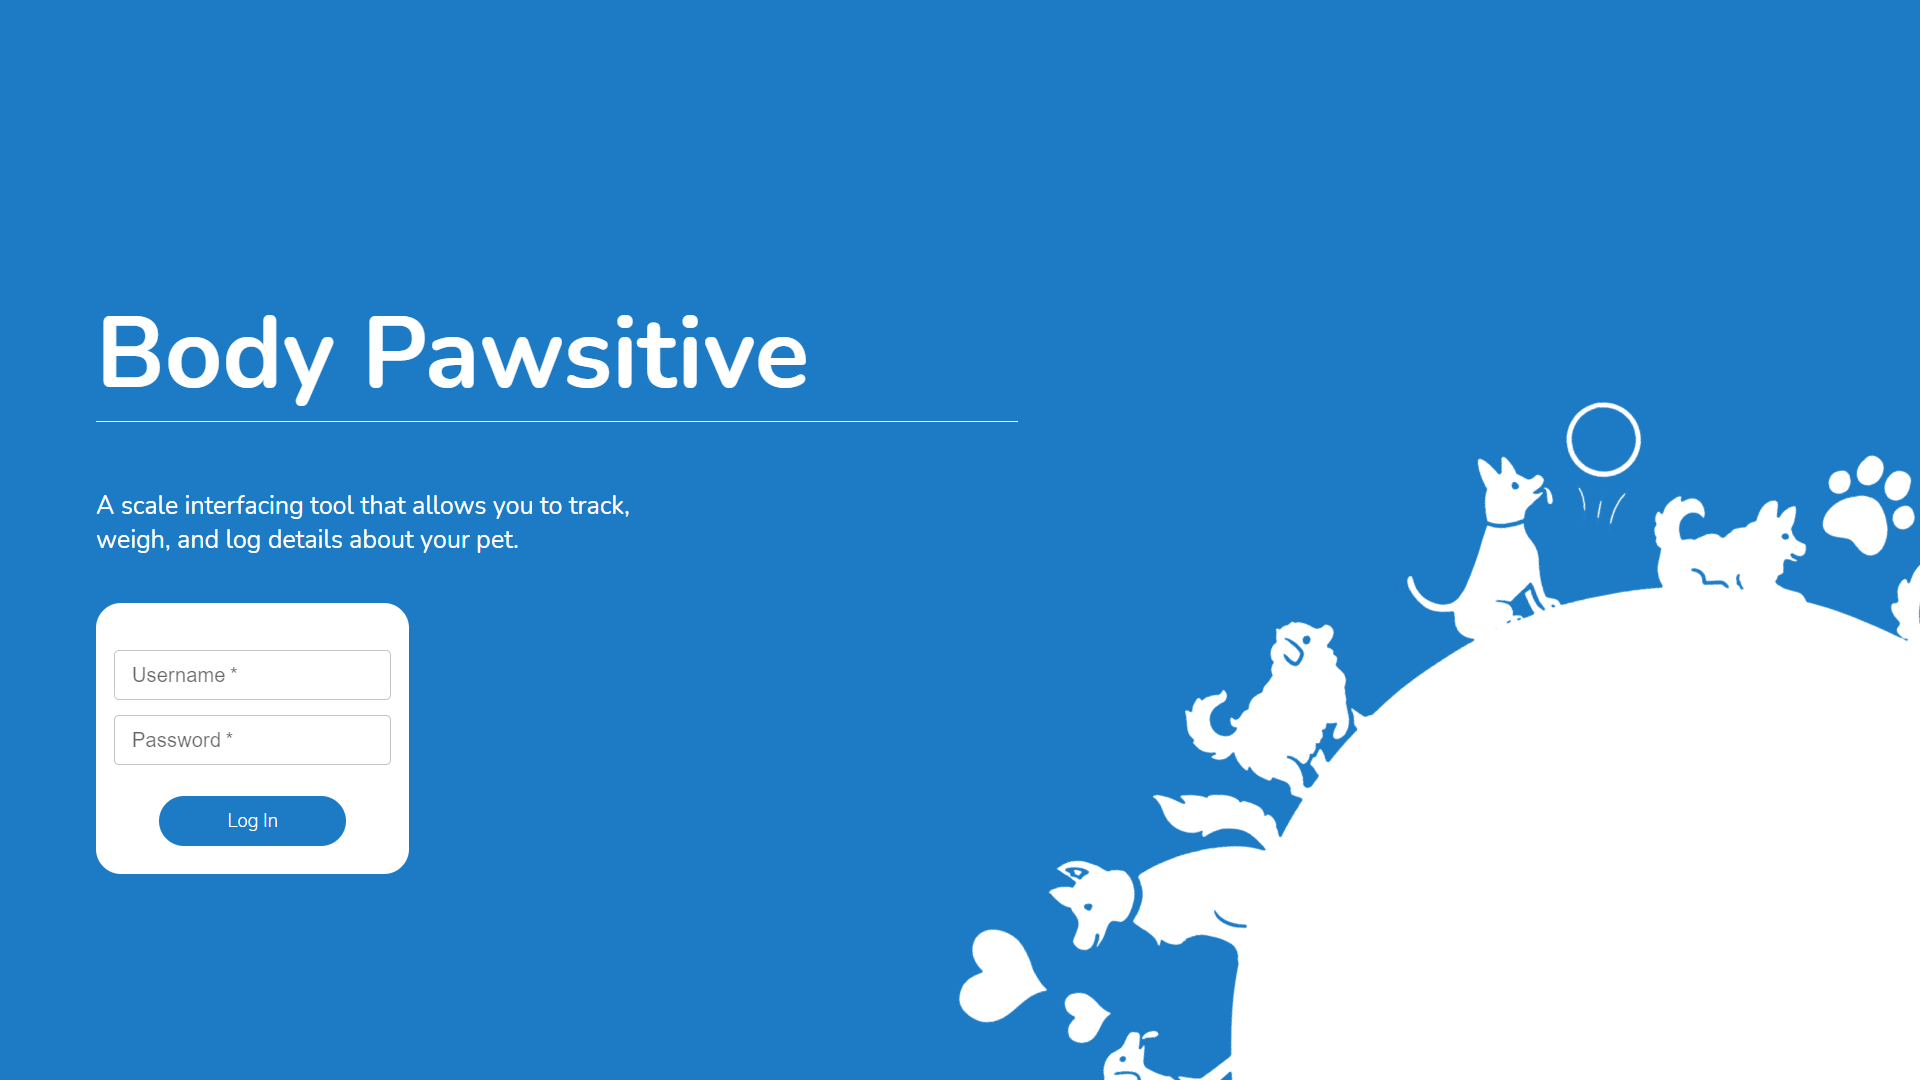 Body Pawsitive
A scale interfacing tool that allows you to track,
weigh, and log details about your pet.
Username *
Password *
Log In